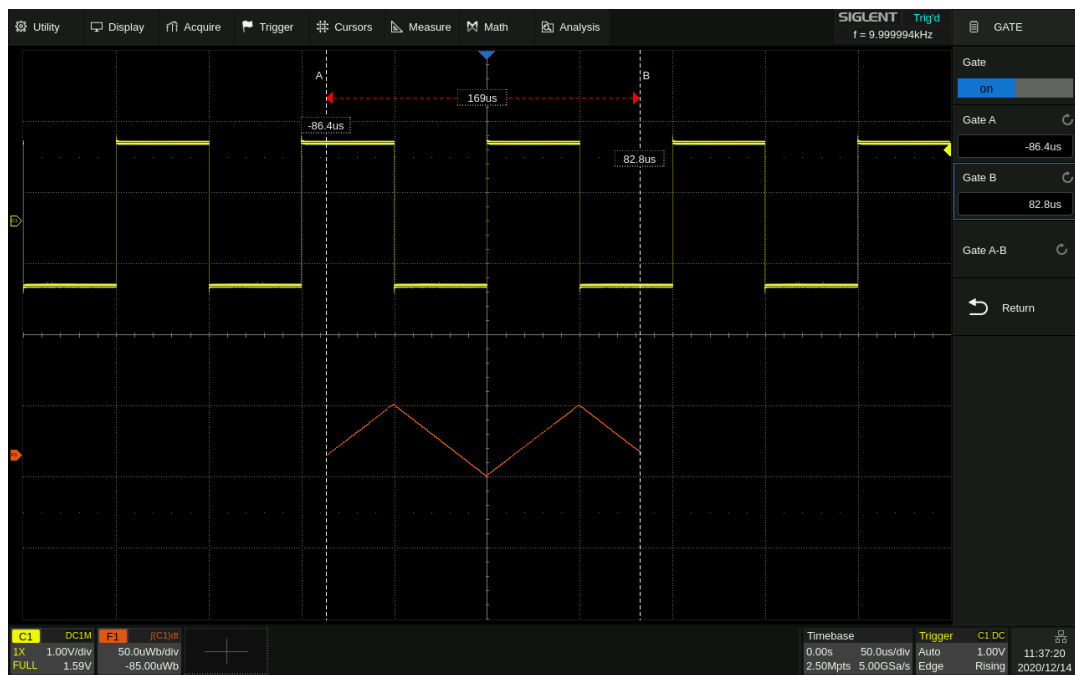 Utility Display Acquire Trigger Cursors Measure Math Analysis
SIGLENT Trig'd
f = 9.999994kHz
GATE
Gate
on
Gate A
-86.4us
Gate B
82.8us
Gate A-B
Return
A B
169us
-86.4us
82.8us
C1 DC1M
1X 1.00V/div
FULL 1.59V
F1 ∫(C1)dt
50.0uWb/div
-85.00uWb
Timebase
0.00s 50.0us/div
2.50Mpts 5.00GSa/s
Trigger C1 DC
Auto 1.00V
Edge Rising
11:37:20
2020/12/14